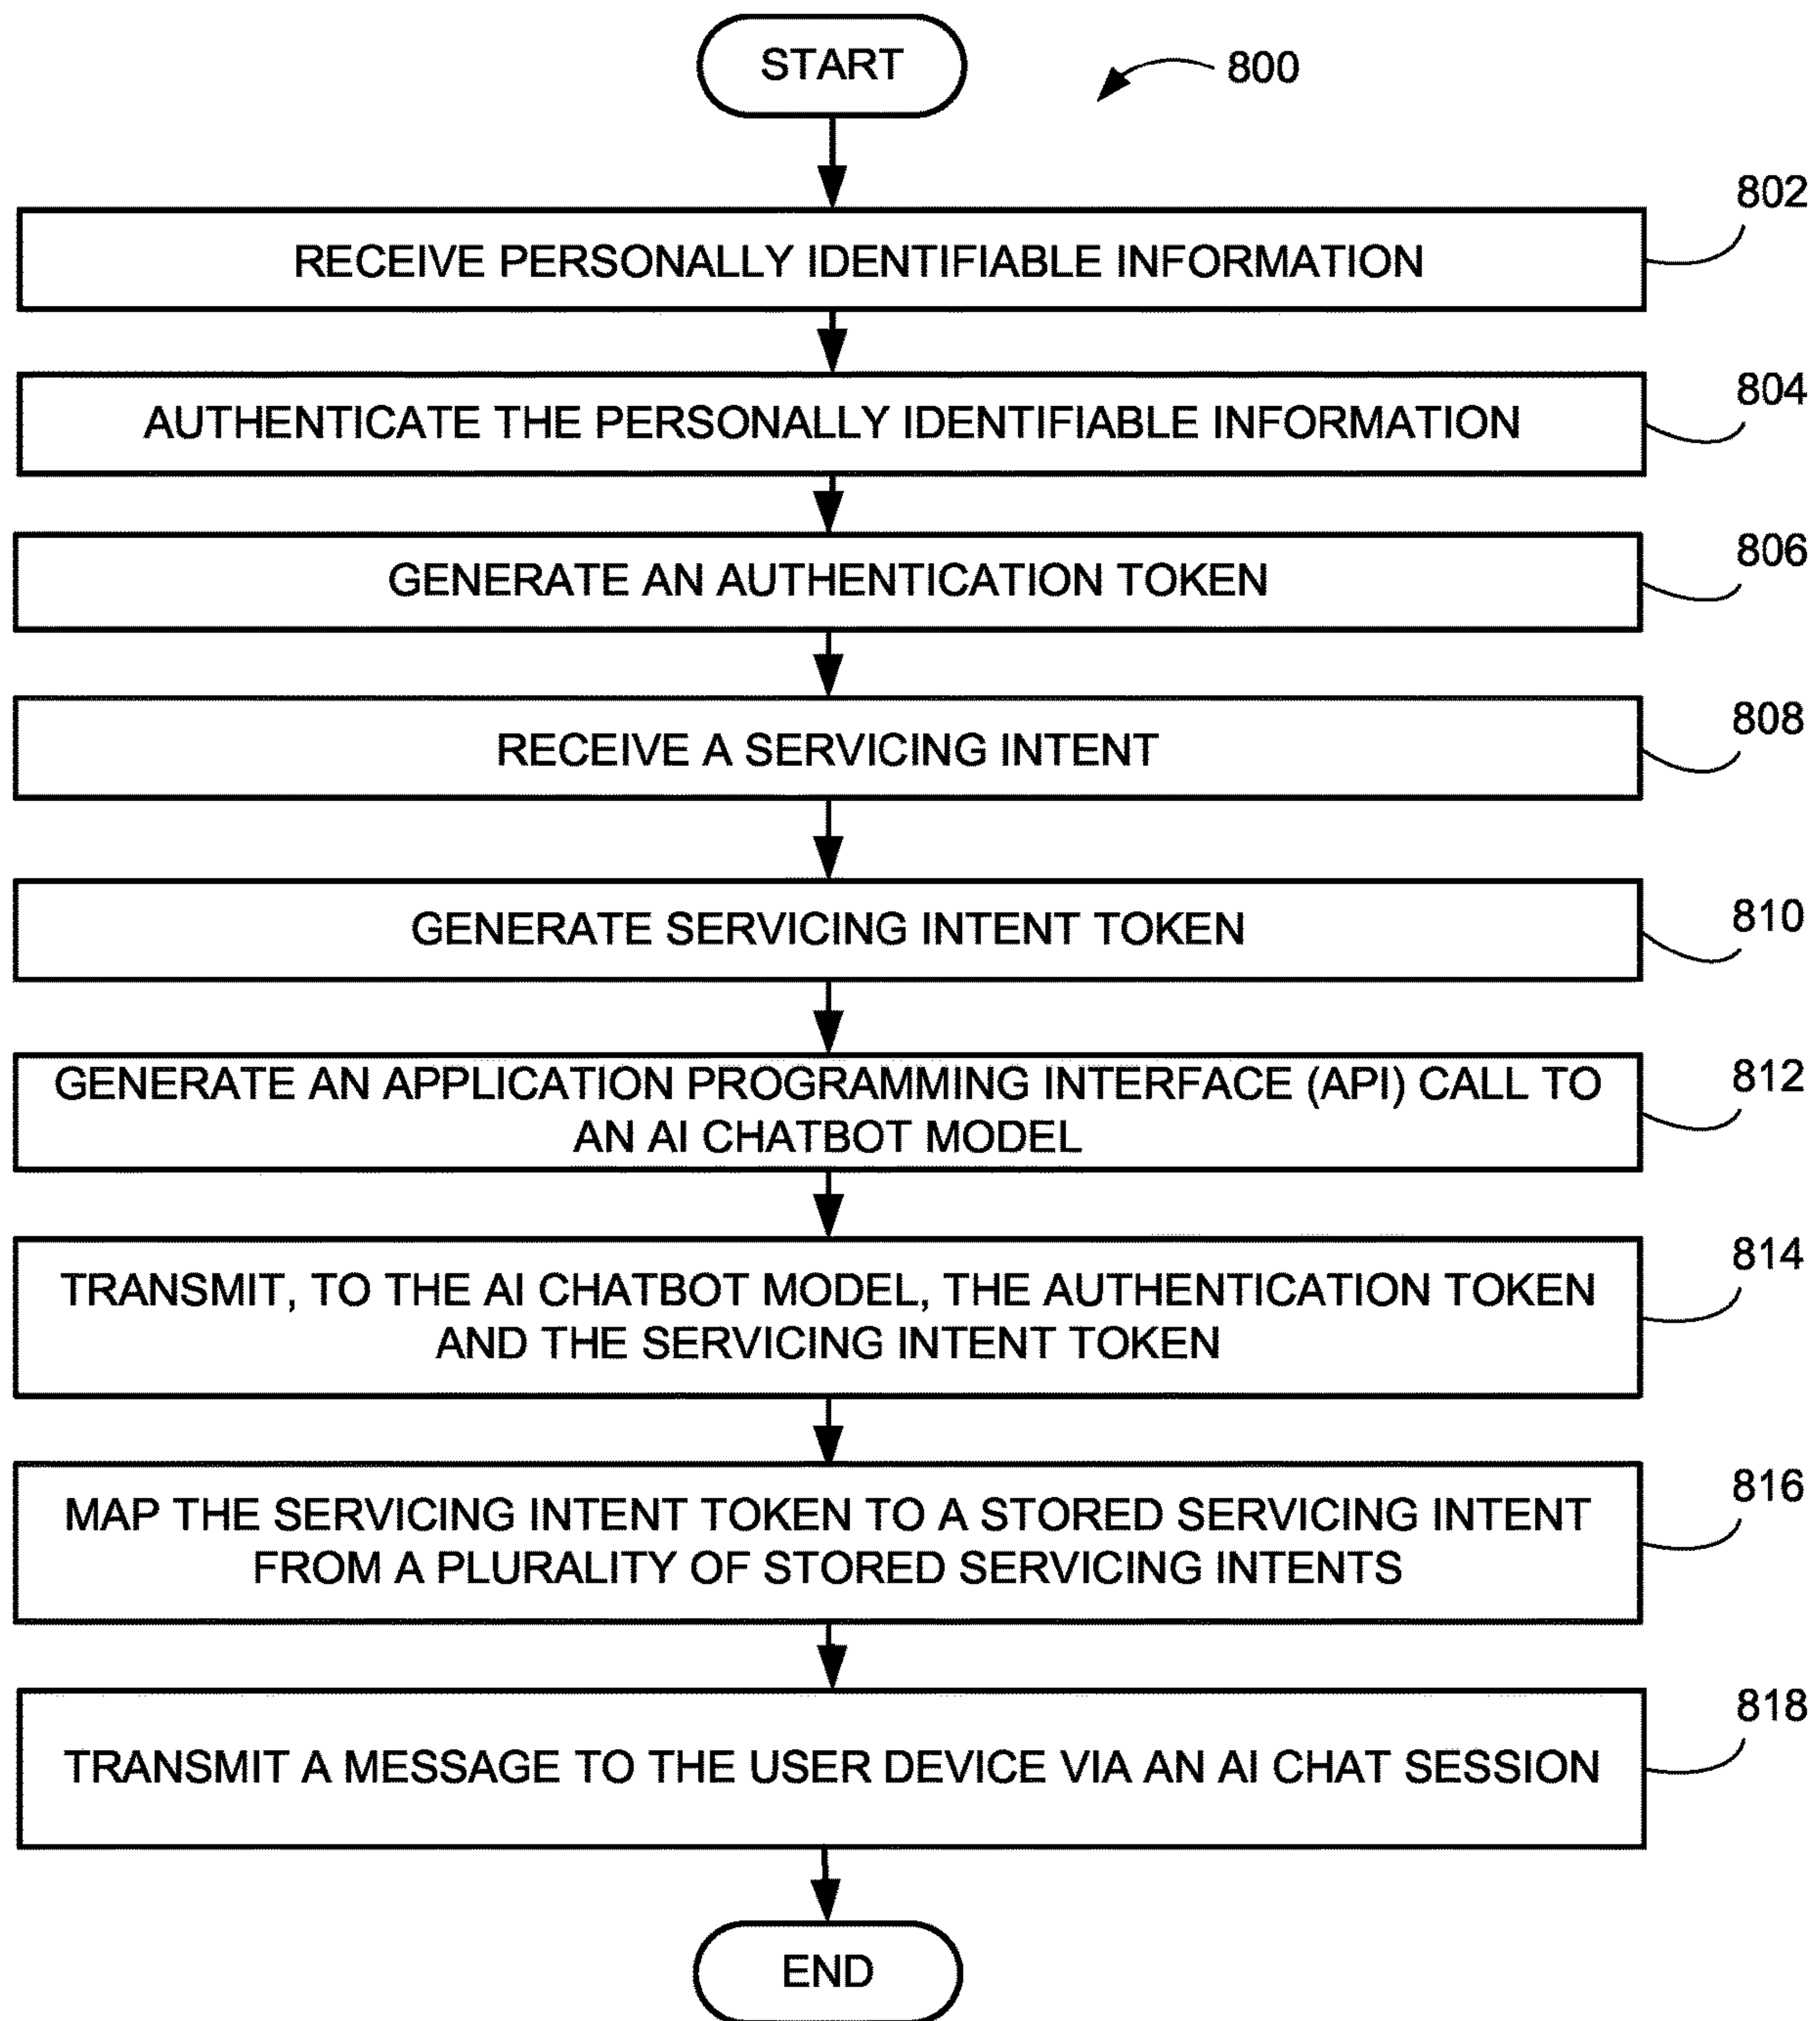 START
800
802
RECEIVE PERSONALLY IDENTIFIABLE INFORMATION
804
AUTHENTICATE THE PERSONALLY IDENTIFIABLE INFORMATION
806
GENERATE AN AUTHENTICATION TOKEN
808
RECEIVE A SERVICING INTENT
810
GENERATE SERVICING INTENT TOKEN
812
GENERATE AN APPLICATION PROGRAMMING INTERFACE (API) CALL TO
AN AI CHATBOT MODEL
814
TRANSMIT, TO THE AI CHATBOT MODEL, THE AUTHENTICATION TOKEN
AND THE SERVICING INTENT TOKEN
816
MAP THE SERVICING INTENT TOKEN TO A STORED SERVICING INTENT
FROM A PLURALITY OF STORED SERVICING INTENTS
818
TRANSMIT A MESSAGE TO THE USER DEVICE VIA AN AI CHAT SESSION
END